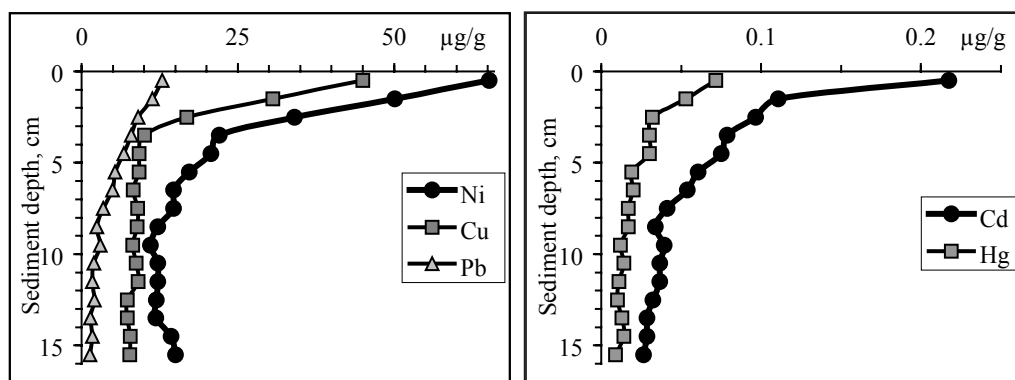 0 25 50 µg/g
0
5
10
15
Sediment depth, cm
Ni
Cu
Pb
0 0.1 0.2 µg/g
0
5
10
15
Sediment depth, cm
Cd
Hg